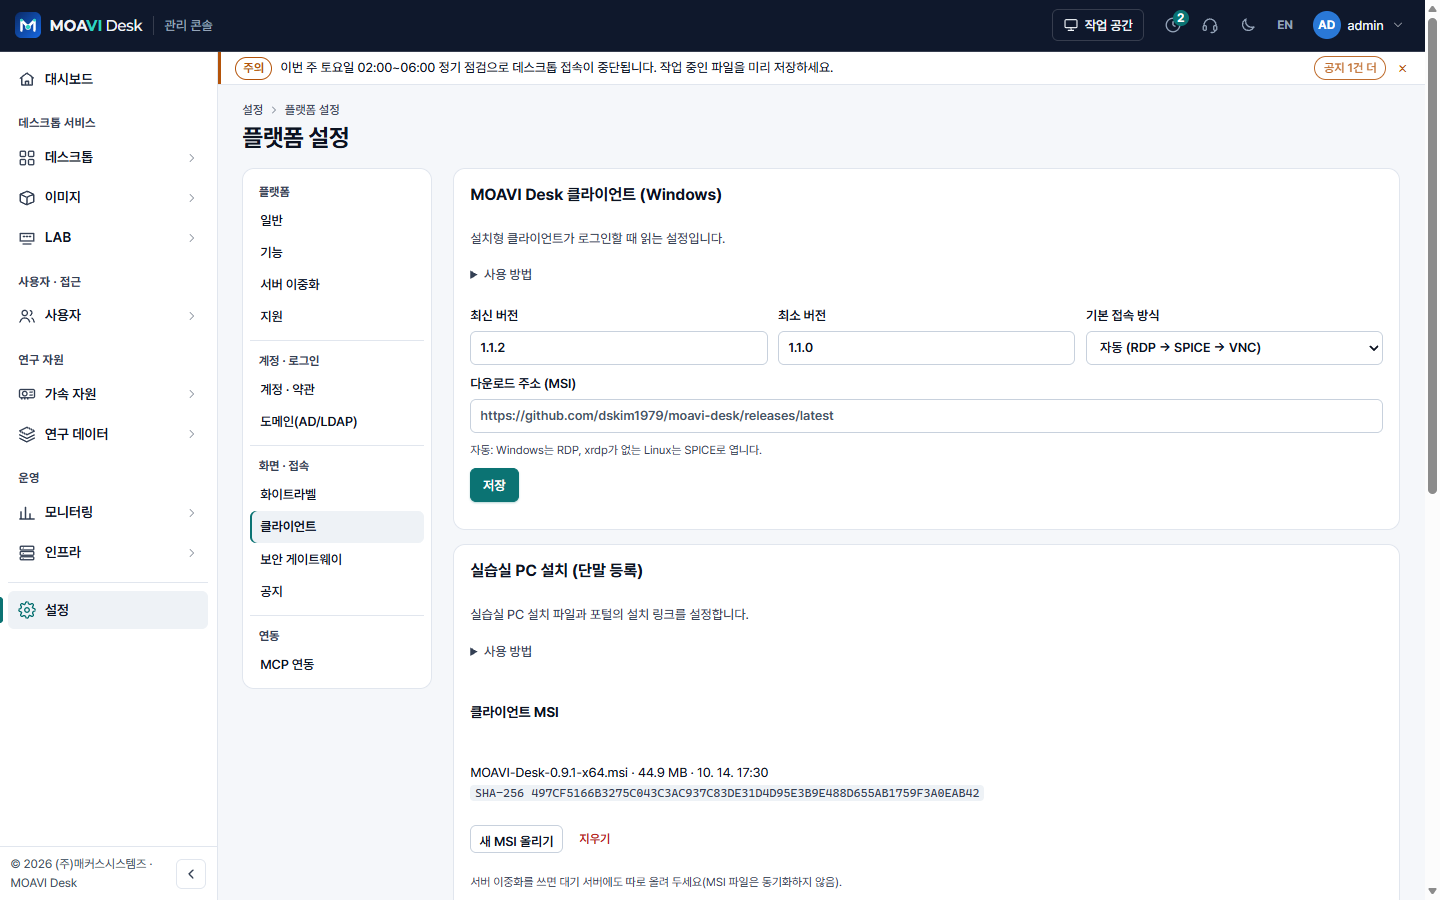 MOAVI Desk
관리 콘솔
작업 공간
2
EN
AD
admin
대시보드
데스크톱 서비스
데스크톱
이미지
LAB
사용자 · 접근
사용자
연구 자원
가속 자원
연구 데이터
운영
모니터링
인프라
설정
© 2026 (주)매커스시스템즈 ·
MOAVI Desk
주의
이번 주 토요일 02:00~06:00 정기 점검으로 데스크톱 접속이 중단됩니다. 작업 중인 파일을 미리 저장하세요.
공지 1건 더
×
설정 > 플랫폼 설정
플랫폼 설정
플랫폼
일반
기능
서버 이중화
지원
계정 · 로그인
계정 · 약관
도메인(AD/LDAP)
화면 · 접속
화이트라벨
클라이언트
보안 게이트웨이
공지
연동
MCP 연동
MOAVI Desk 클라이언트 (Windows)
설치형 클라이언트가 로그인할 때 읽는 설정입니다.
▶ 사용 방법
최신 버전
최소 버전
기본 접속 방식
1.1.2
1.1.0
자동 (RDP → SPICE → VNC)
다운로드 주소 (MSI)
https://github.com/dskim1979/moavi-desk/releases/latest
자동: Windows는 RDP, xrdp가 없는 Linux는 SPICE로 엽니다.
저장
실습실 PC 설치 (단말 등록)
실습실 PC 설치 파일과 포털의 설치 링크를 설정합니다.
▶ 사용 방법
클라이언트 MSI
MOAVI-Desk-0.9.1-x64.msi · 44.9 MB · 10. 14. 17:30
SHA-256 497CF5166B3275C043C3AC937C83DE31D4D95E3B9E488D655AB1759F3A0EAB42
새 MSI 올리기
지우기
서버 이중화를 쓰면 대기 서버에도 따로 올려 두세요(MSI 파일은 동기화하지 않음).